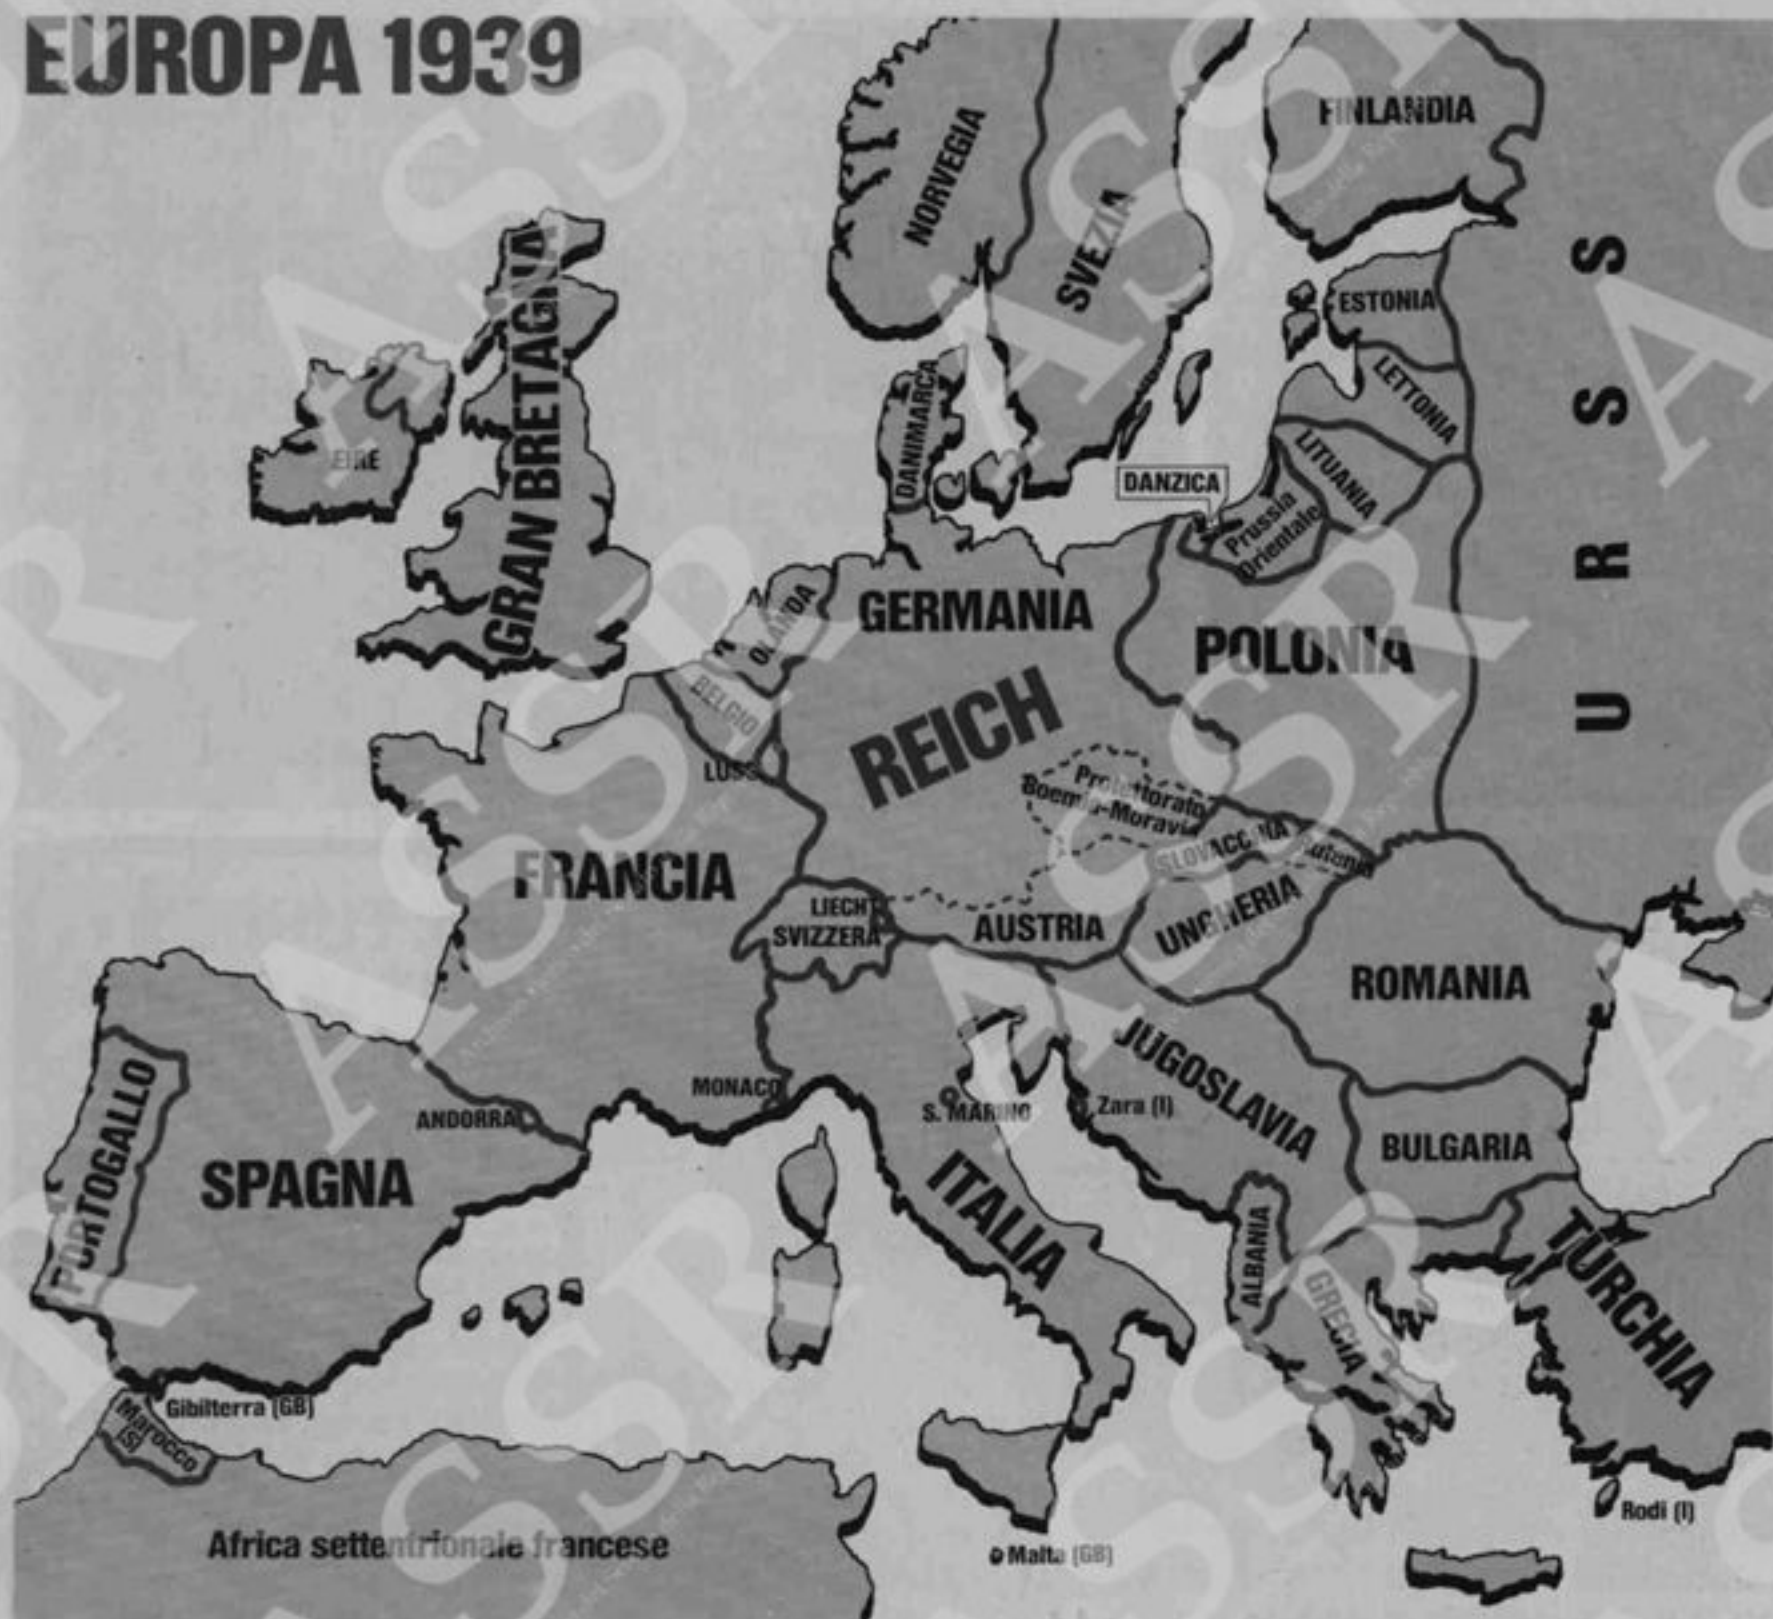 EUROPA 1939
NORVEGIA
SVEZIA
FINLANDIA
GRAN BRETAGNA
EIRE
DANIMARCA
ESTONIA
LETTONIA
LITUANIA
DANZICA
Prussia
Orientale
URSS
OLANDA
BELGIO
LUSS
GERMANIA
REICH
POLONIA
Protettorato
Boemia-Moravia
SLOVACCHIA
Rutenia
FRANCIA
LIECHT
SVIZZERA
AUSTRIA
UNGHERIA
ROMANIA
JUGOSLAVIA
MONACO
S. MARINO
Zara (I)
ANDORRA
PORTOGALLO
SPAGNA
ITALIA
BULGARIA
ALBANIA
GRECIA
TURCHIA
Gibilterra (GB)
Marocco
(S)
Africa settentrionale francese
Malta (GB)
Rodi (I)
ASSR